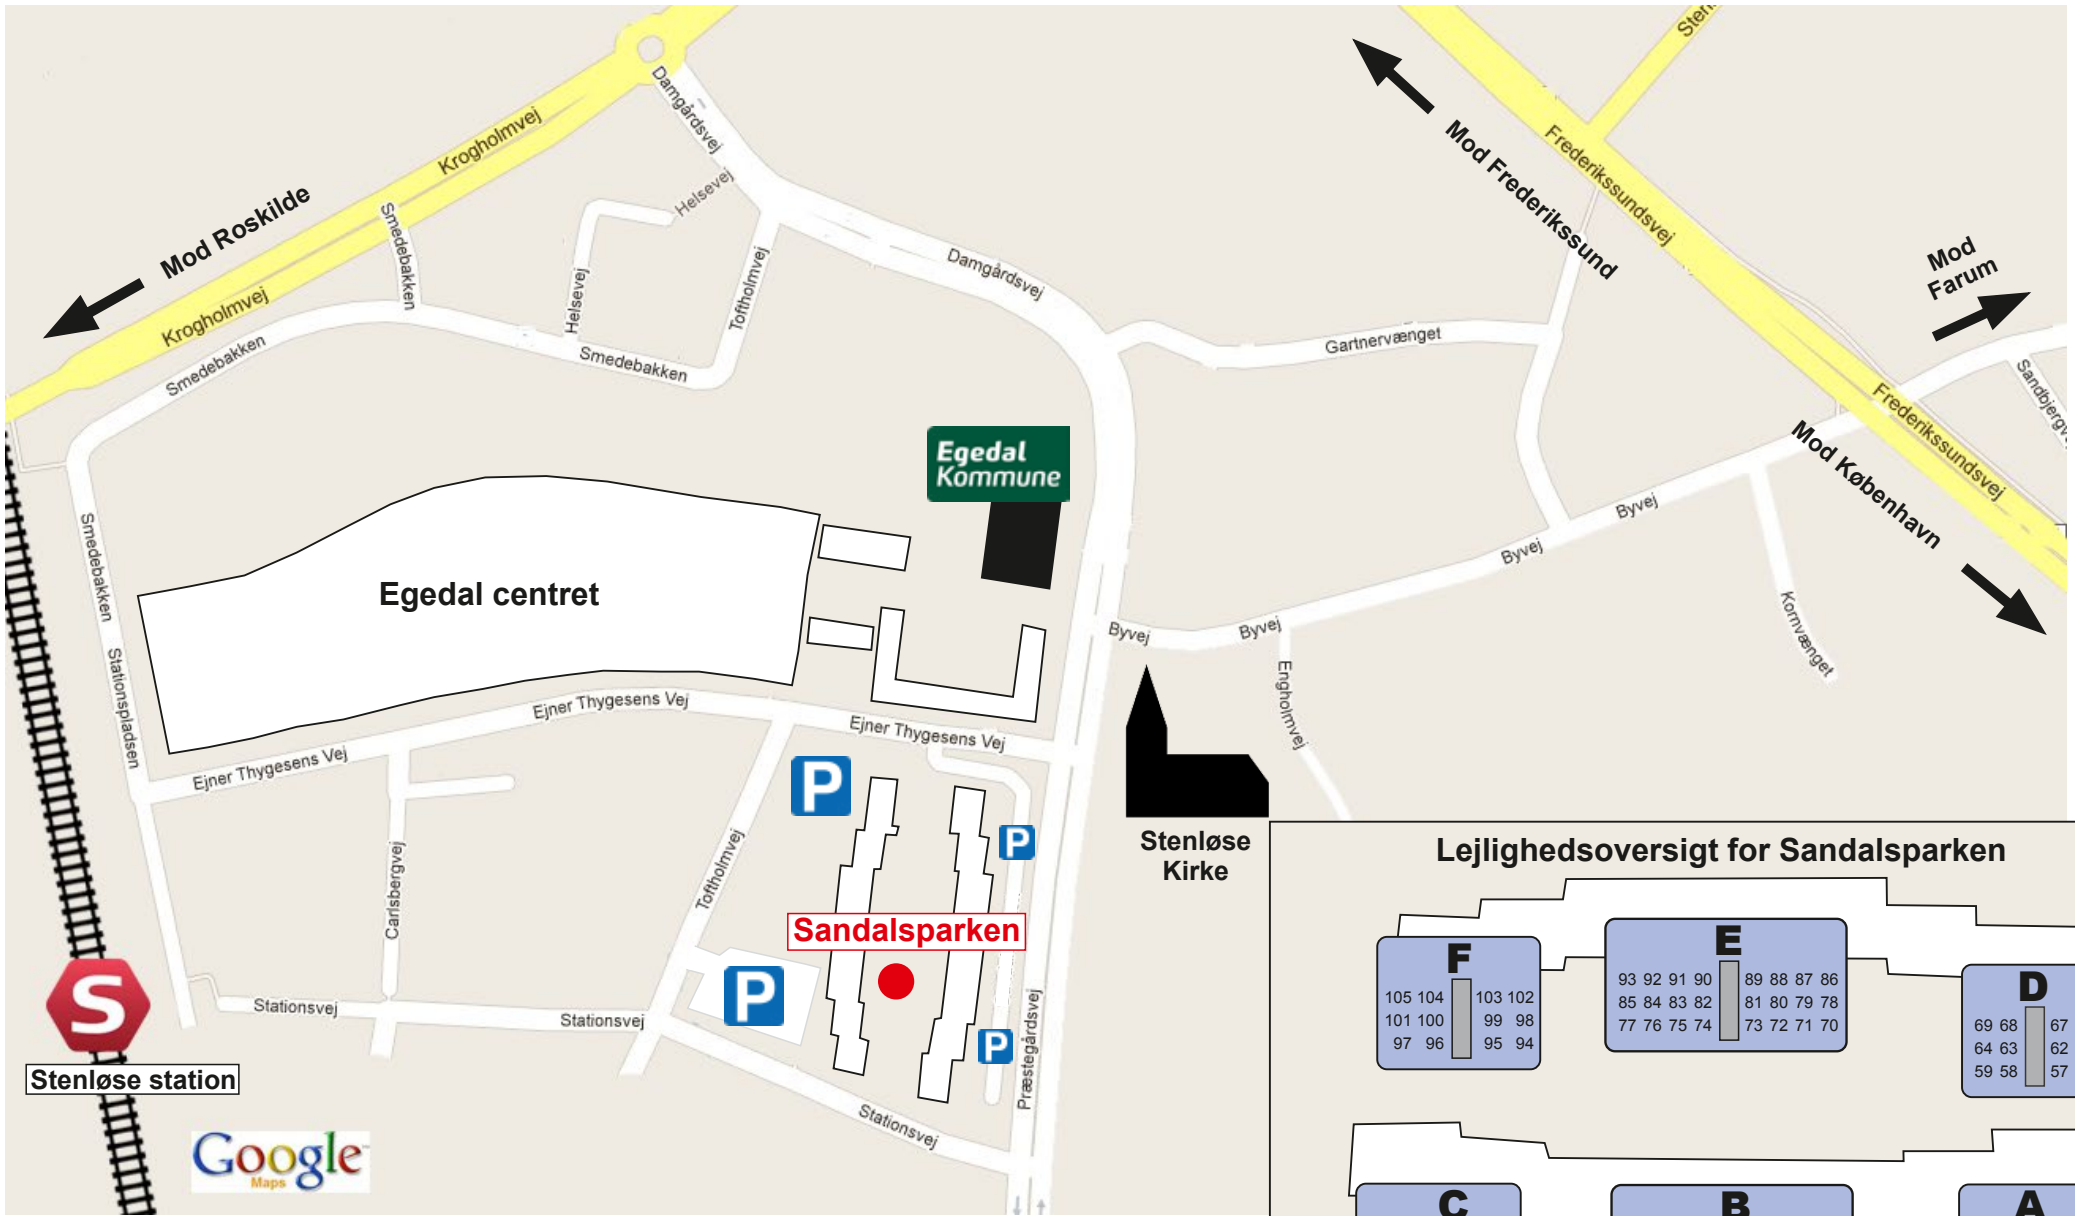 Sten
Damgårdsvej
Krogholmvej
Mod Frederikssund
Frederikssundsvej
Helsevej
Mod Roskilde
Smedebakken
Mod
Farum
Toftholmvej
Damgårdsvej
Helsevej
Krogholmvej
Gartnervænget
Smedebakken
Smedebakken
Sandbjergv
Frederikssundsvej
Egedal
Kommune
Mod København
Byvej
Smedebakken
Byvej
Egedal centret
Kornvænget
Byvej
Byvej
Stationspladsen
Engholmvej
Ejner Thygesens Vej
Ejner Thygesens Vej
Ejner Thygesens Vej
P
P
Stenløse
Kirke
Toftholmvej
Carlsbergvej
Sandalsparken
P
S
Stationsvej
Stationsvej
P
Præstegårdsvej
Stenløse station
Stationsvej
Google
Maps
Lejlighedsoversigt for Sandalsparken
F
105 104 103 102
101 100 99 98
97 96 95 94
E
93 92 91 90 89 88 87 86
85 84 83 82 81 80 79 78
77 76 75 74 73 72 71 70
D
69 68 67
64 63 62
59 58 57
C
B
A